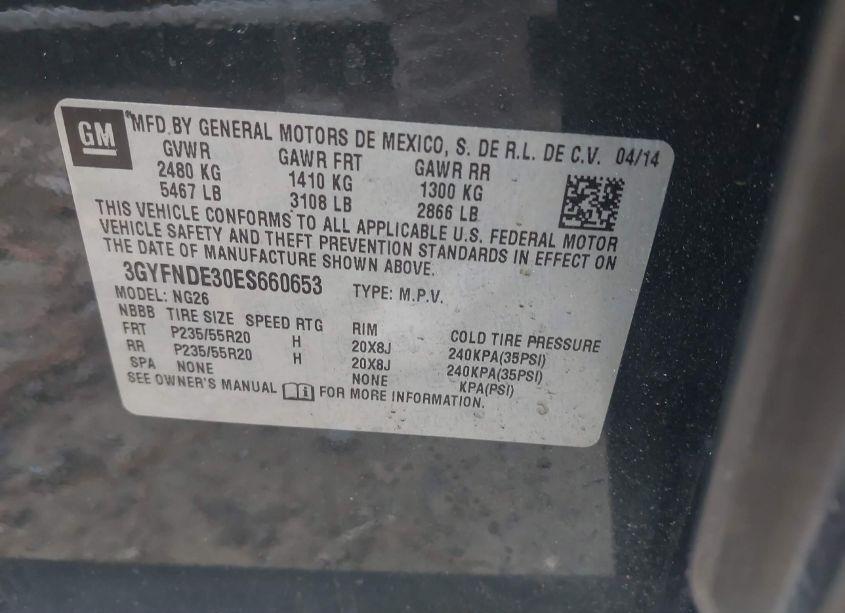 GM MFD BY GENERAL MOTORS DE MEXICO, S. DE R.L. DE C.V. 04/14
GVWR GAWR FRT GAWR RR
2480 KG 1410 KG 1300 KG
5467 LB 3108 LB 2866 LB
THIS VEHICLE CONFORMS TO ALL APPLICABLE U.S. FEDERAL MOTOR
VEHICLE SAFETY AND THEFT PREVENTION STANDARDS IN EFFECT ON
THE DATE OF MANUFACTURE SHOWN ABOVE.
3GYFNDE30ES660653 TYPE: M.P.V.
MODEL: NG26
NBBB TIRE SIZE SPEED RTG RIM COLD TIRE PRESSURE
FRT P235/55R20 H 20X8J 240KPA(35PSI)
RR P235/55R20 H 20X8J 240KPA(35PSI)
SPA NONE NONE KPA(PSI)
SEE OWNER'S MANUAL FOR MORE INFORMATION.